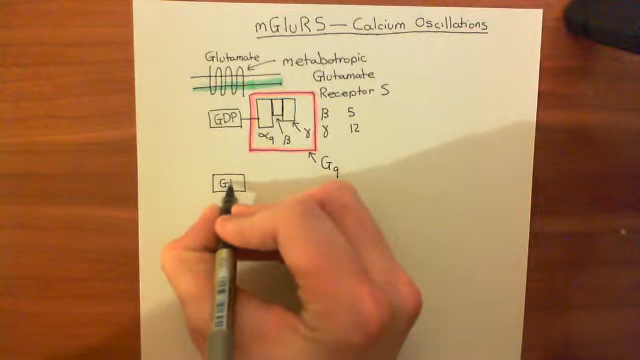 mGluR5 — Calcium Oscillations
Glutamate
metabotropic
Glutamate
Receptor 5
GDP
β 5
γ 12
αq β γ
Gq
G